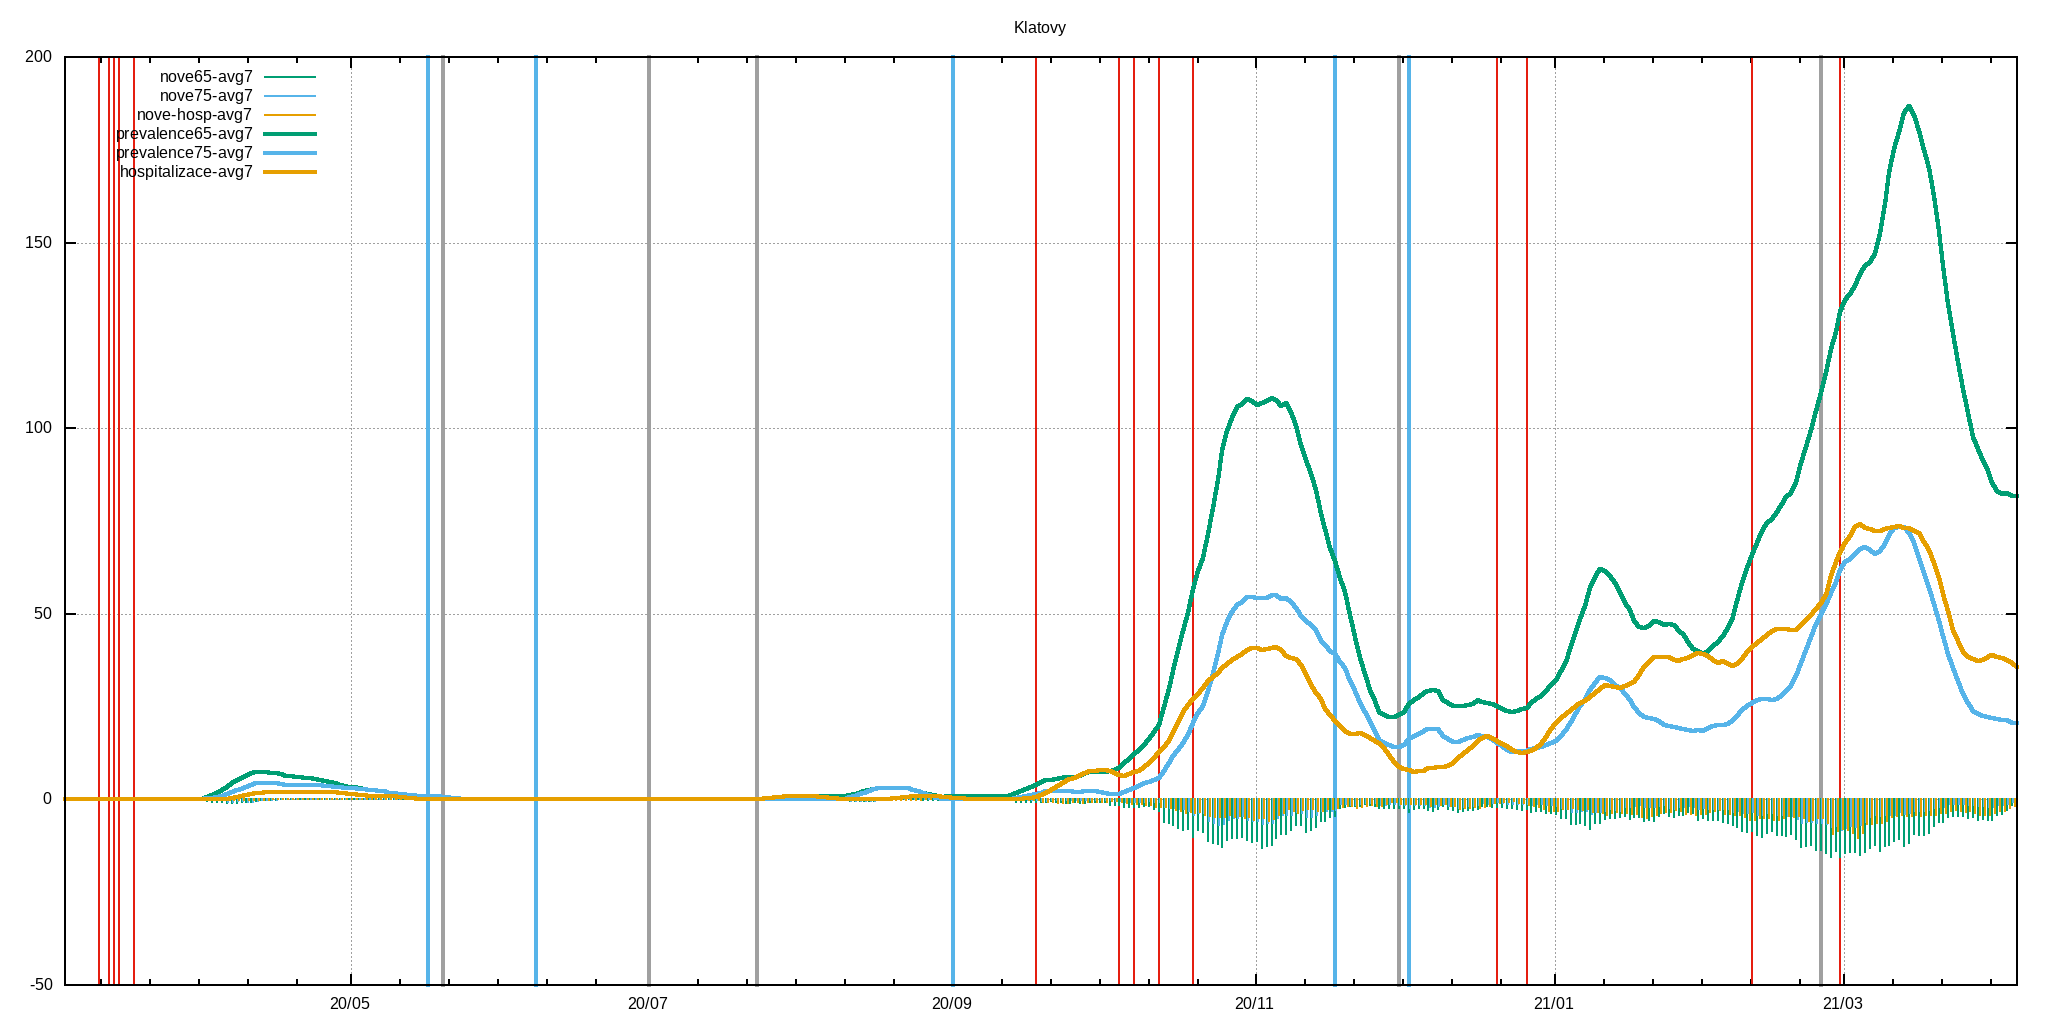 Klatovy
200
nove65-avg7
nove75-avg7
nove-hosp-avg7
prevalence65-avg7
prevalence75-avg7
hospitalizace-avg7
150
100
50
0
-50
20/05 20/07 20/09 20/11 21/01 21/03